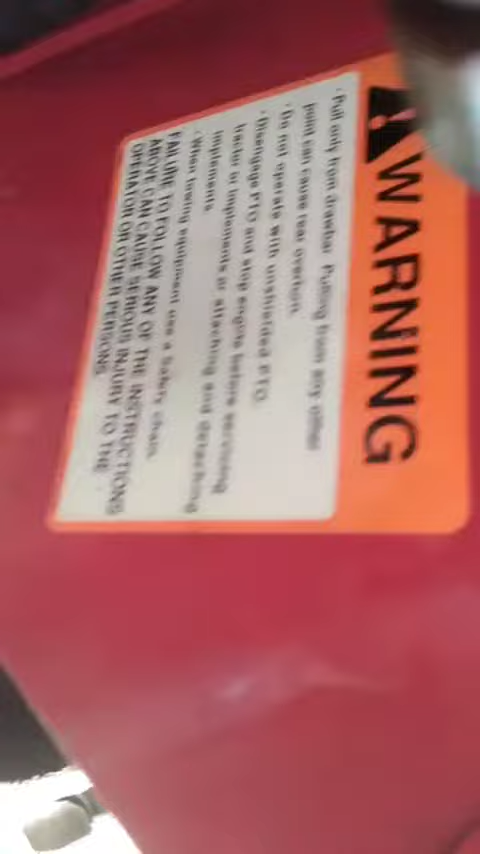 WARNING
· Pull only from drawbar. Pulling from any other
point can cause rear overturn.
· Do not operate with unshielded PTO.
· Disengage PTO and stop engine before servicing
tractor or implements or attaching and detaching
implements.
· When towing equipment use a safety chain.
FAILURE TO FOLLOW ANY OF THE INSTRUCTIONS
ABOVE CAN CAUSE SERIOUS INJURY TO THE
OPERATOR OR OTHER PERSONS.